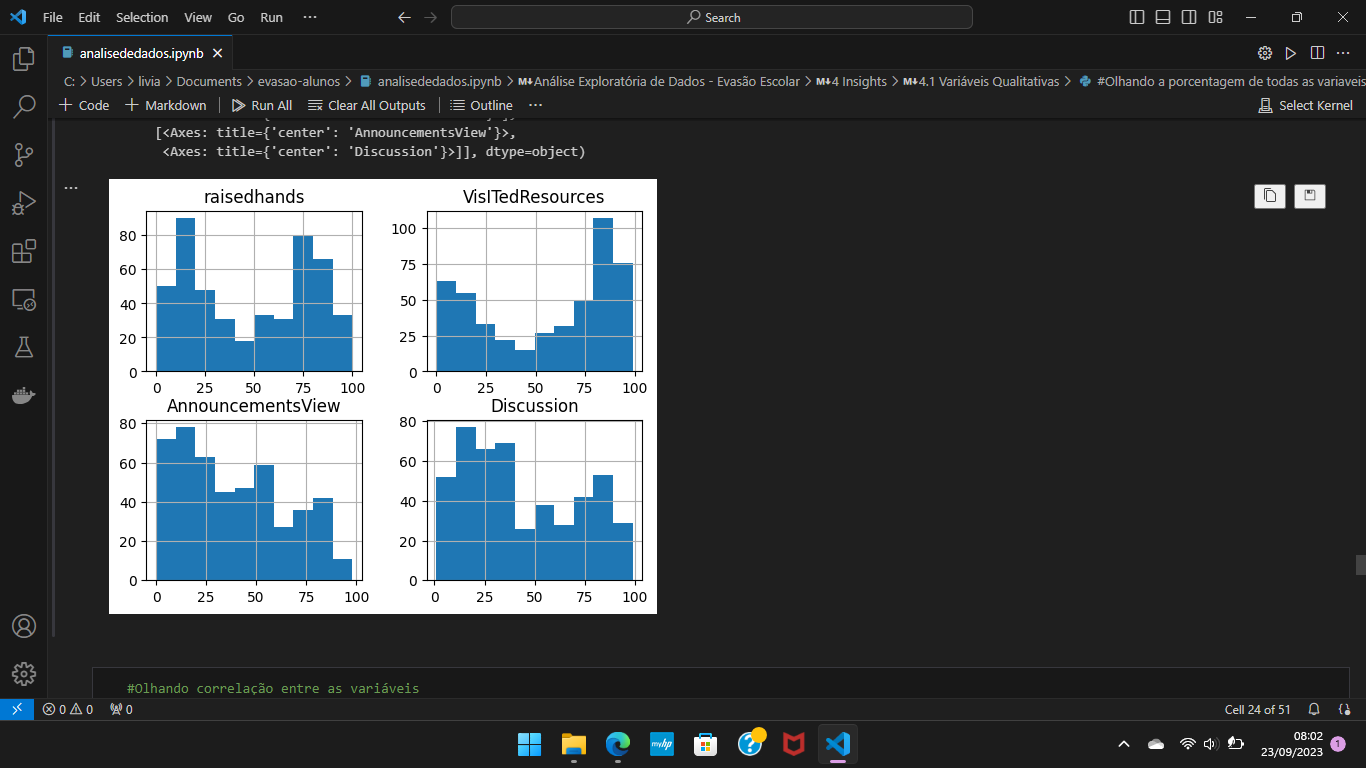 File Edit Selection View Go Run ··· Search
analisededados.ipynb
C: > Users > livia > Documents > evasao-alunos > analisededados.ipynb > M↓Análise Exploratória de Dados - Evasão Escolar > M↓4 Insights > M↓4.1 Variáveis Qualitativas > #Olhando a porcentagem de todas as variaveis
+ Code + Markdown Run All Clear All Outputs Outline ··· Select Kernel
[<Axes: title={'center': 'AnnouncementsView'}>,
<Axes: title={'center': 'Discussion'}>]], dtype=object)
raisedhands
80
60
40
20
0
0 25 50 75 100
VisITedResources
100
75
50
25
0
0 25 50 75 100
AnnouncementsView
80
60
40
20
0
0 25 50 75 100
Discussion
80
60
40
20
0
0 25 50 75 100
#Olhando correlação entre as variáveis
0 0 0 Cell 24 of 51
myhp
08:02
23/09/2023
1